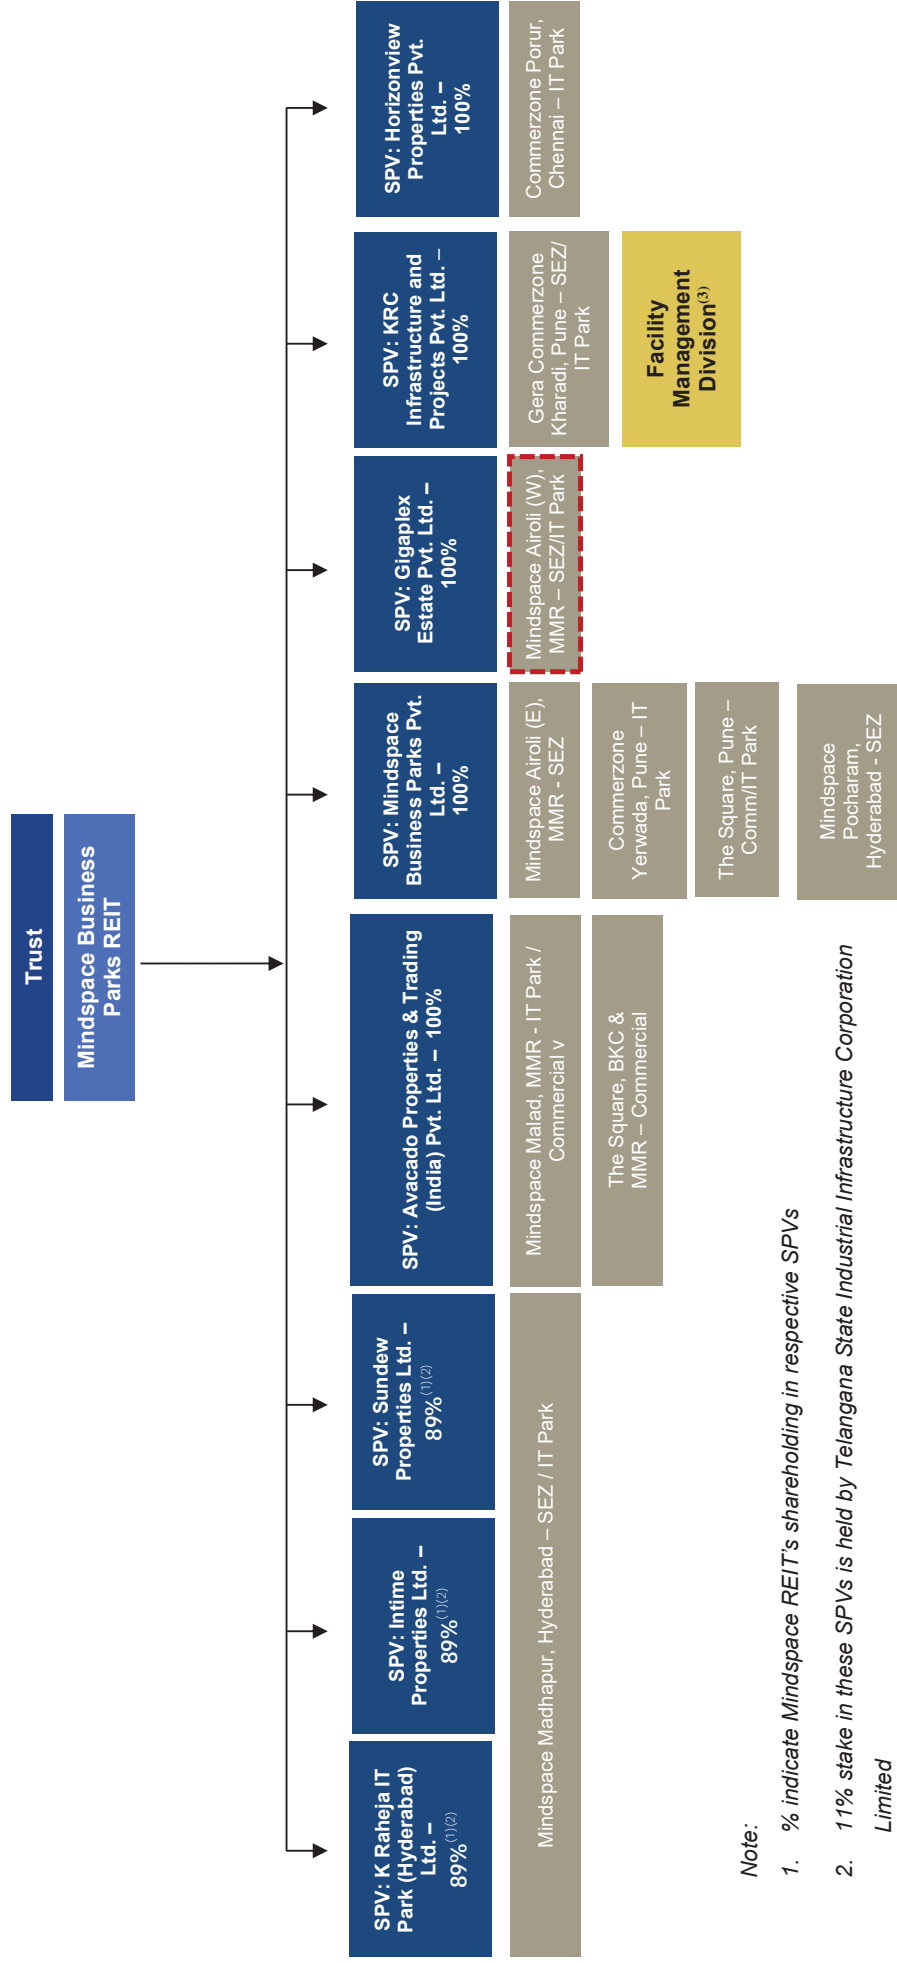 Trust
Mindspace Business
Parks REIT
SPV: K Raheja IT
Park (Hyderabad)
Ltd. –
89%(1)(2)
SPV: Intime
Properties Ltd. –
89%(1)(2)
SPV: Sundew
Properties Ltd. –
89%(1)(2)
SPV: Avacado Properties & Trading
(India) Pvt. Ltd. – 100%
SPV: Mindspace
Business Parks Pvt.
Ltd. –
100%
SPV: Gigaplex
Estate Pvt. Ltd. –
100%
SPV: KRC
Infrastructure and
Projects Pvt. Ltd. –
100%
SPV: Horizonview
Properties Pvt.
Ltd. –
100%
Mindspace Madhapur, Hyderabad – SEZ / IT Park
Mindspace Malad, MMR - IT Park /
Commercial v
The Square, BKC &
MMR – Commercial
Mindspace Airoli (E),
MMR - SEZ
Commerzone
Yerwada, Pune – IT
Park
The Square, Pune –
Comm/IT Park
Mindspace
Pocharam,
Hyderabad - SEZ
Mindspace Airoli (W),
MMR – SEZ/IT Park
Gera Commerzone
Kharadi, Pune – SEZ/
IT Park
Facility
Management
Division(3)
Commerzone Porur,
Chennai – IT Park
Note:
1. % indicate Mindspace REIT's shareholding in respective SPVs
2. 11% stake in these SPVs is held by Telangana State Industrial Infrastructure Corporation
Limited